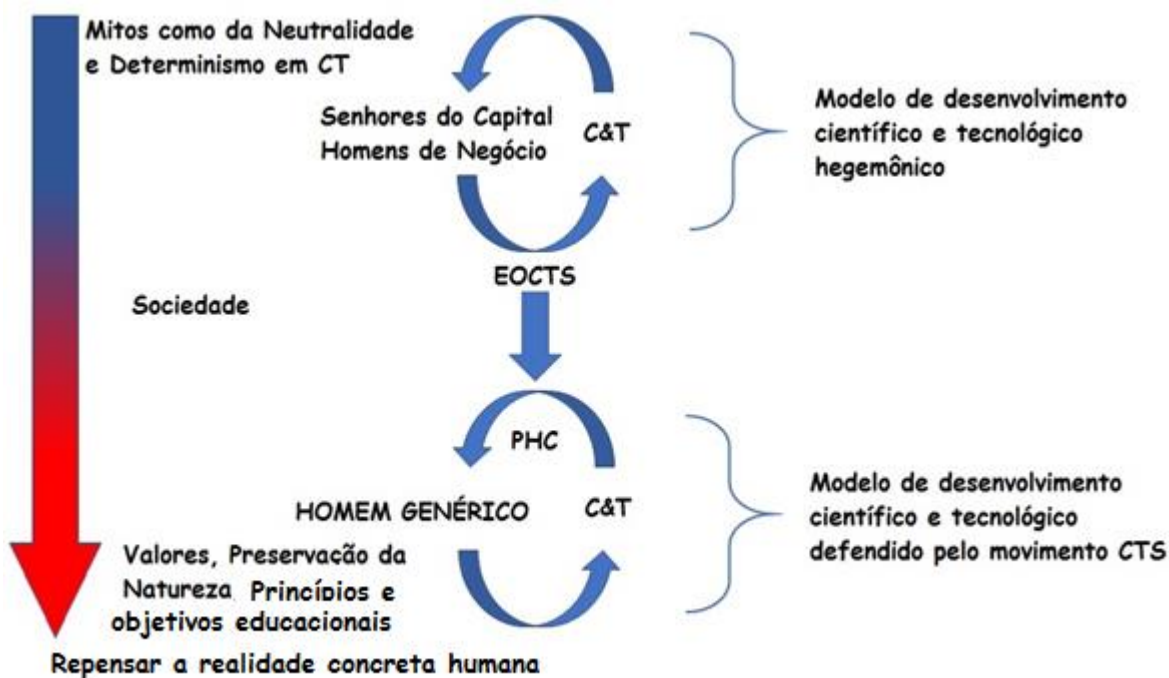 Mitos como da Neutralidade
e Determinismo em CT
Senhores do Capital
Homens de Negócio
C&T
Modelo de desenvolvimento
científico e tecnológico
hegemônico
EOCTS
Sociedade
PHC
HOMEM GENÉRICO
C&T
Modelo de desenvolvimento
científico e tecnológico
defendido pelo movimento CTS
Valores, Preservação da
Natureza Princípios e
objetivos educacionais
Repensar a realidade concreta humana